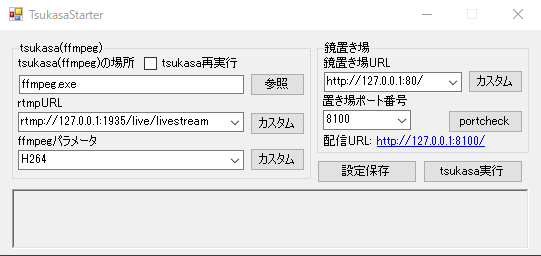 TsukasaStarter
tsukasa(ffmpeg)
tsukasa(ffmpeg)の場所 tsukasa再実行
ffmpeg.exe 参照
rtmpURL
rtmp://127.0.0.1:1935/live/livestream カスタム
ffmpegパラメータ
H264 カスタム
鏡置き場
鏡置き場URL
http://127.0.0.1:80/ カスタム
置き場ポート番号
8100 portcheck
配信URL: http://127.0.0.1:8100/
設定保存 tsukasa実行